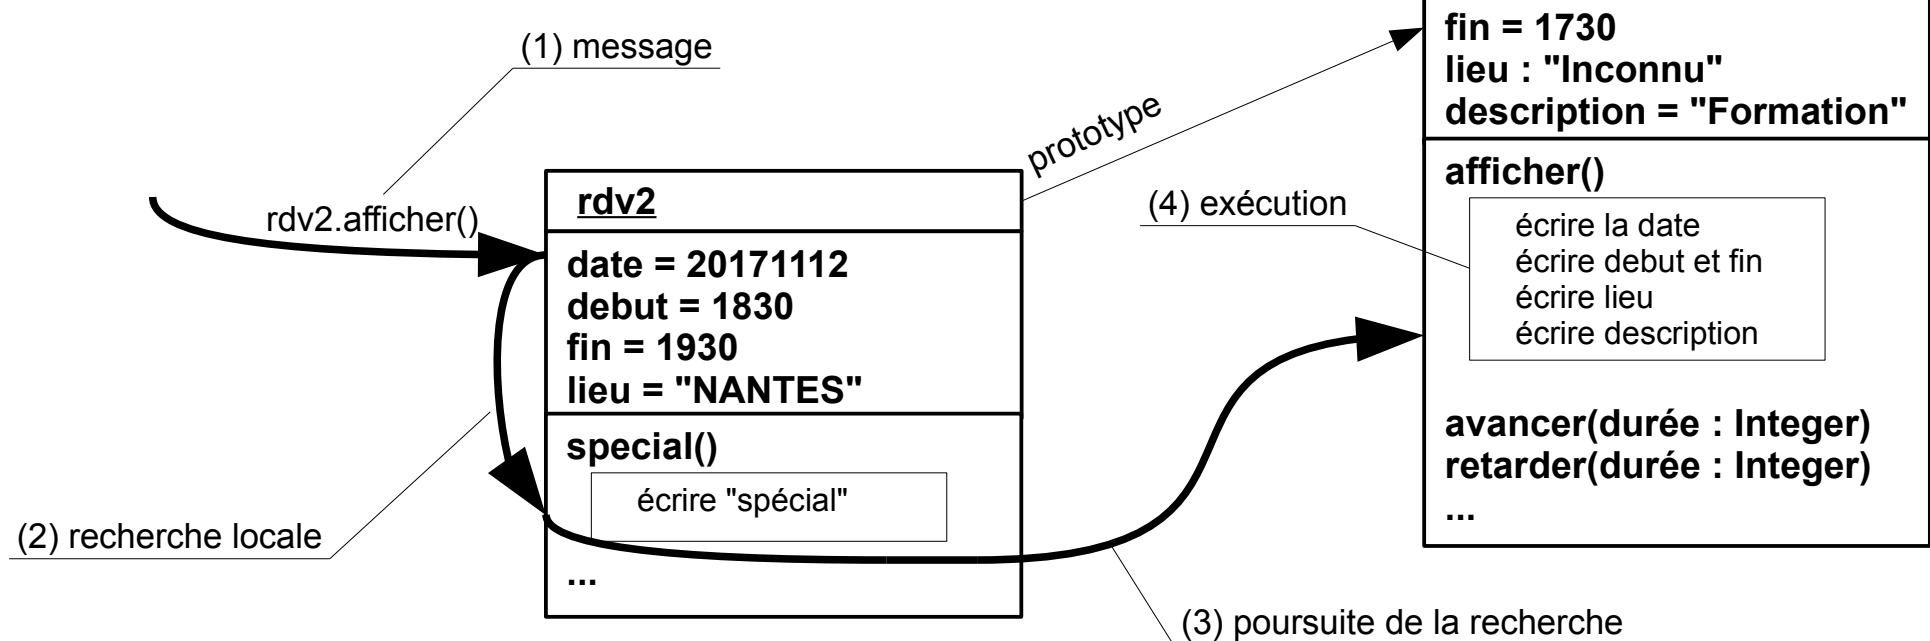 (1) message
rdv2.afficher()
(2) recherche locale
rdv2
date = 20171112
debut = 1830
fin = 1930
lieu = "NANTES"
special()
écrire "spécial"
...
prototype
(4) exécution
(3) poursuite de la recherche
fin = 1730
lieu : "Inconnu"
description = "Formation"
afficher()
écrire la date
écrire debut et fin
écrire lieu
écrire description
avancer(durée : Integer)
retarder(durée : Integer)
...